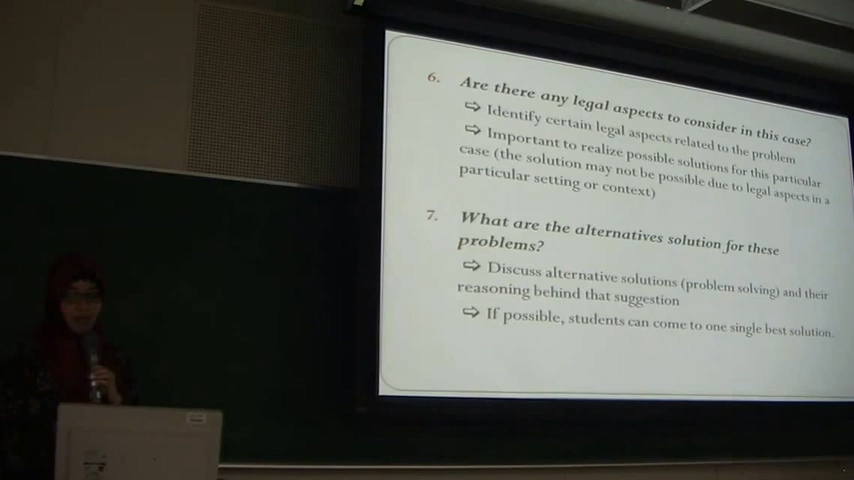 6. Are there any legal aspects to consider in this case?
⇨ Identify certain legal aspects related to the problem
⇨ Important to realize possible solutions for this particular
case (the solution may not be possible due to legal aspects in a
particular setting or context)
7. What are the alternatives solution for these
problems?
⇨ Discuss alternative solutions (problem solving) and their
reasoning behind that suggestion
⇨ If possible, students can come to one single best solution.